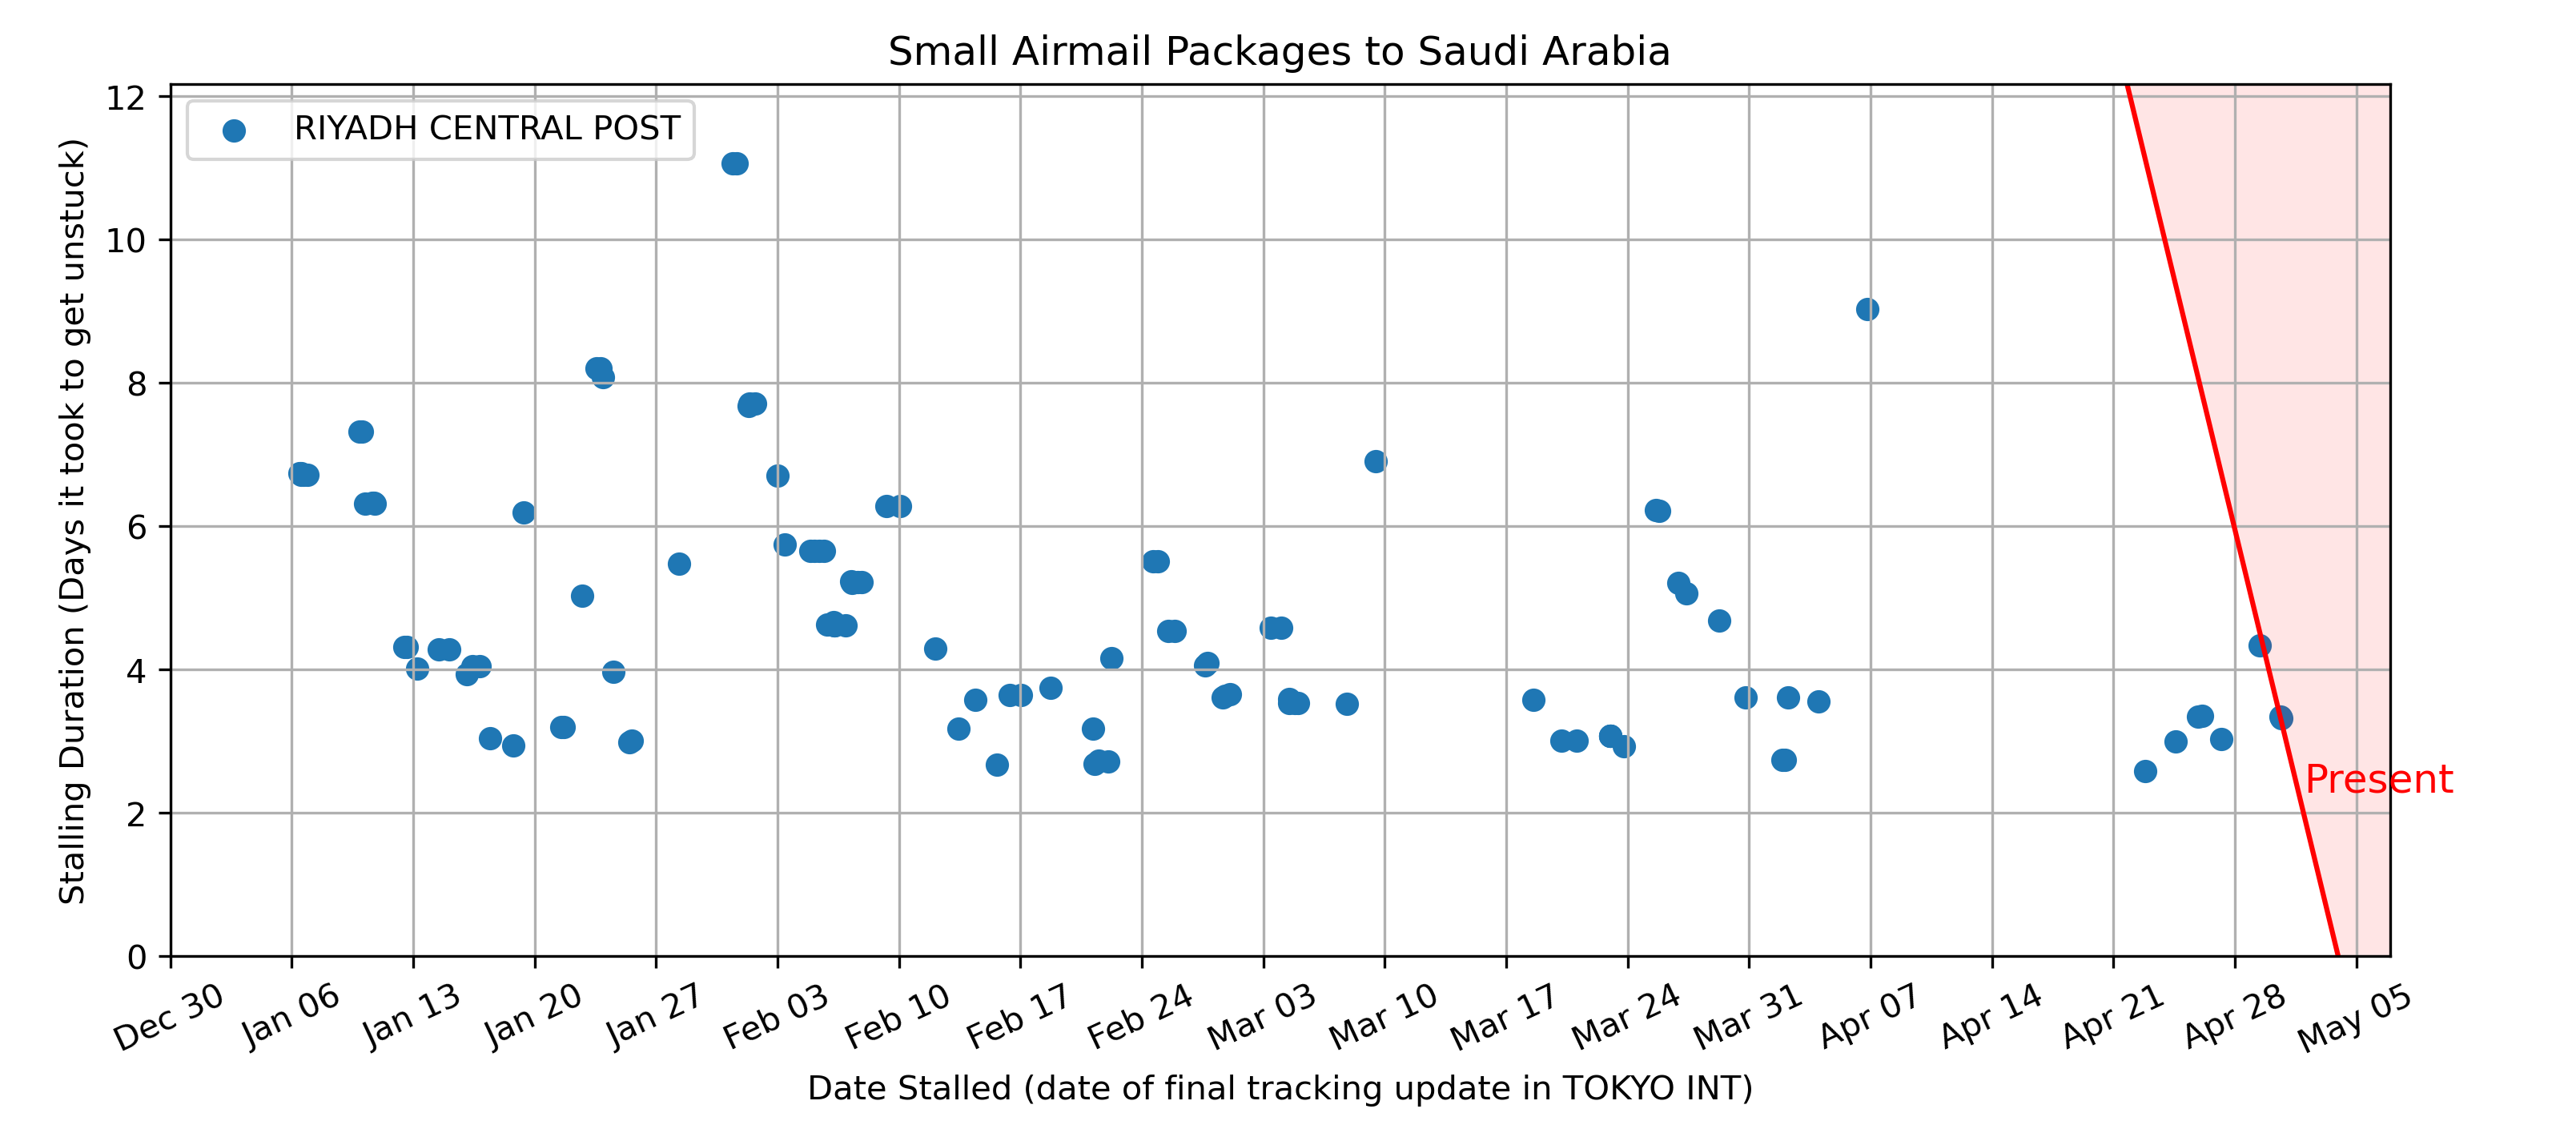 Small Airmail Packages to Saudi Arabia
RIYADH CENTRAL POST
Stalling Duration (Days it took to get unstuck)
12
10
8
6
4
2
0
Present
Dec 30
Jan 06
Jan 13
Jan 20
Jan 27
Feb 03
Feb 10
Feb 17
Feb 24
Mar 03
Mar 10
Mar 17
Mar 24
Mar 31
Apr 07
Apr 14
Apr 21
Apr 28
May 05
Date Stalled (date of final tracking update in TOKYO INT)